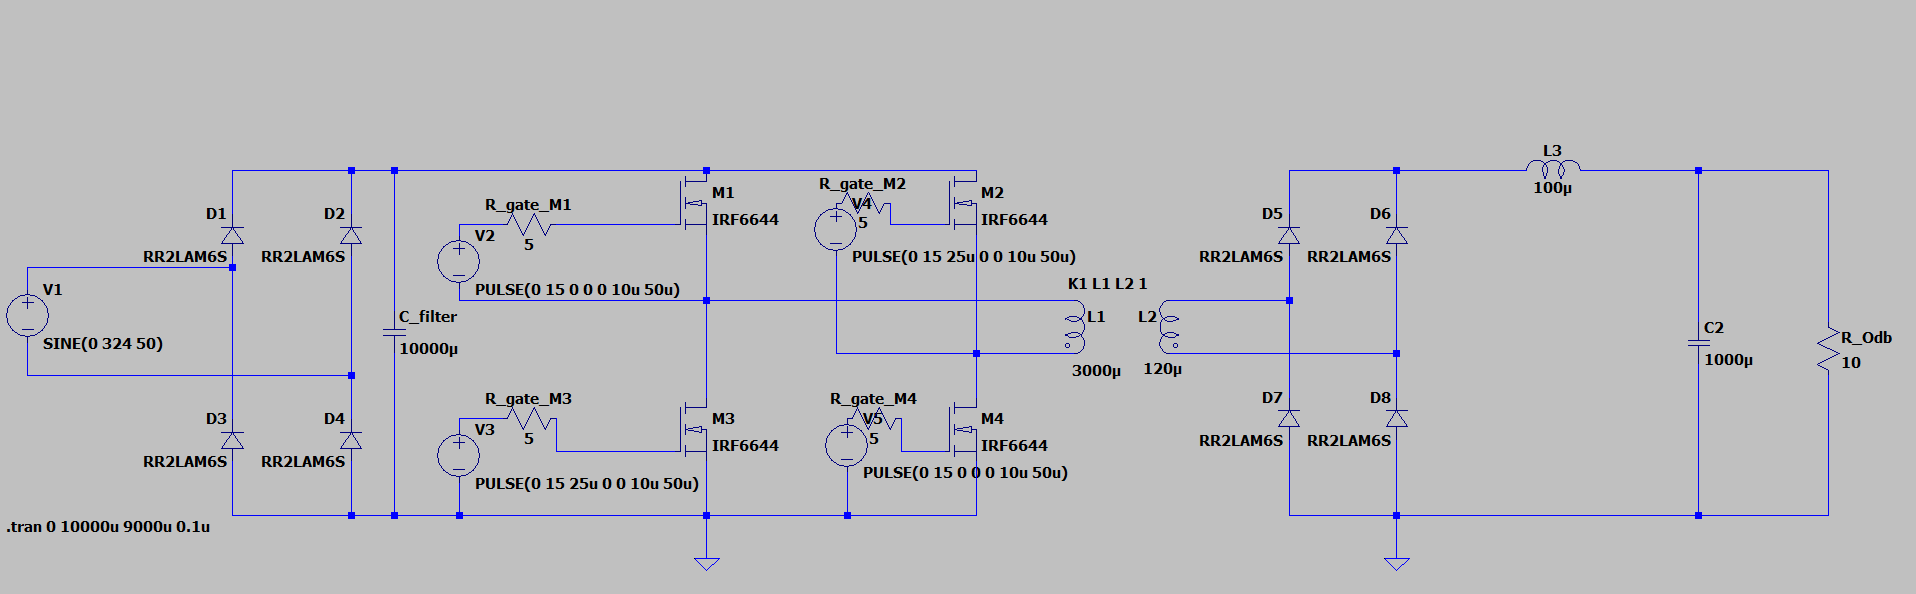 L3
100µ
R_gate_M2
V4
5
M1
IRF6644
M2
IRF6644
R_gate_M1
5
D1
RR2LAM6S
D2
RR2LAM6S
V2
PULSE(0 15 0 0 0 10u 50u)
PULSE(0 15 25u 0 0 10u 50u)
D5
RR2LAM6S
D6
RR2LAM6S
V1
SINE(0 324 50)
C_filter
10000µ
K1 L1 L2 1
L1
3000µ
L2
120µ
C2
1000µ
R_Odb
10
D3
RR2LAM6S
D4
RR2LAM6S
R_gate_M3
5
V3
PULSE(0 15 25u 0 0 10u 50u)
M3
IRF6644
R_gate_M4
V5
5
PULSE(0 15 0 0 0 10u 50u)
M4
IRF6644
D7
RR2LAM6S
D8
RR2LAM6S
.tran 0 10000u 9000u 0.1u